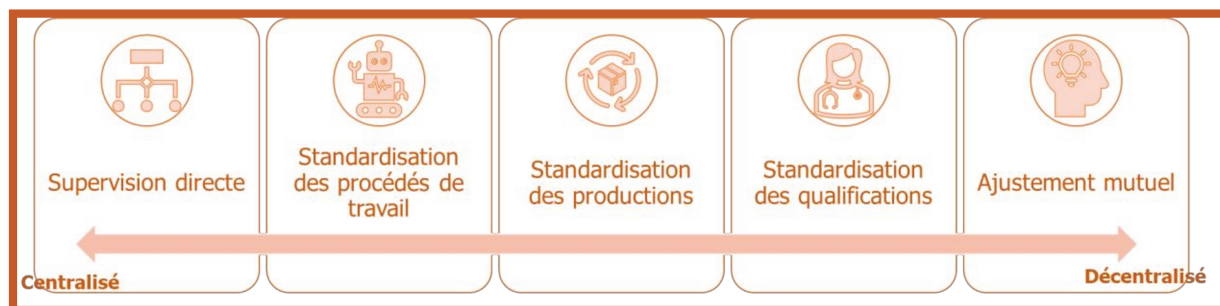 Supervision directe
Standardisation
des procédés de
travail
Standardisation
des productions
Standardisation
des qualifications
Ajustement mutuel
Centralisé
Décentralisé